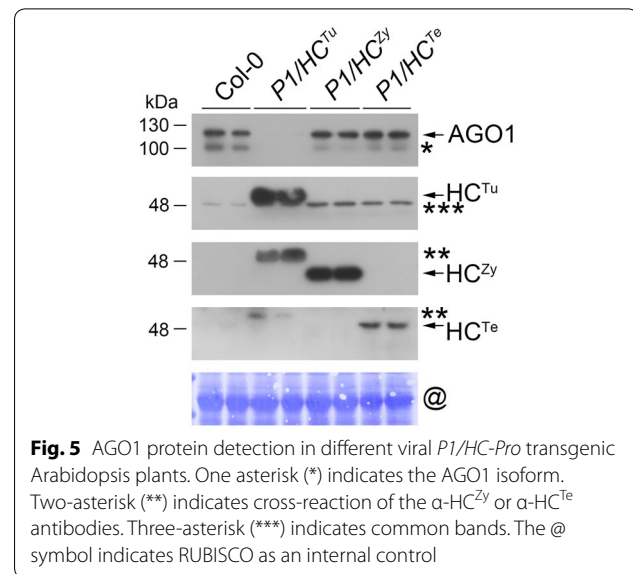 Col-0 P1/HC^Tu P1/HC^Zy P1/HC^Te
kDa
130
AGO1
100
*
HC^Tu
48
***
48
**
HC^Zy
**
48
HC^Te
@
Fig. 5 AGO1 protein detection in different viral P1/HC-Pro transgenic
Arabidopsis plants. One asterisk (*) indicates the AGO1 isoform.
Two-asterisk (**) indicates cross-reaction of the α-HC^Zy or α-HC^Te
antibodies. Three-asterisk (***) indicates common bands. The @
symbol indicates RUBISCO as an internal control